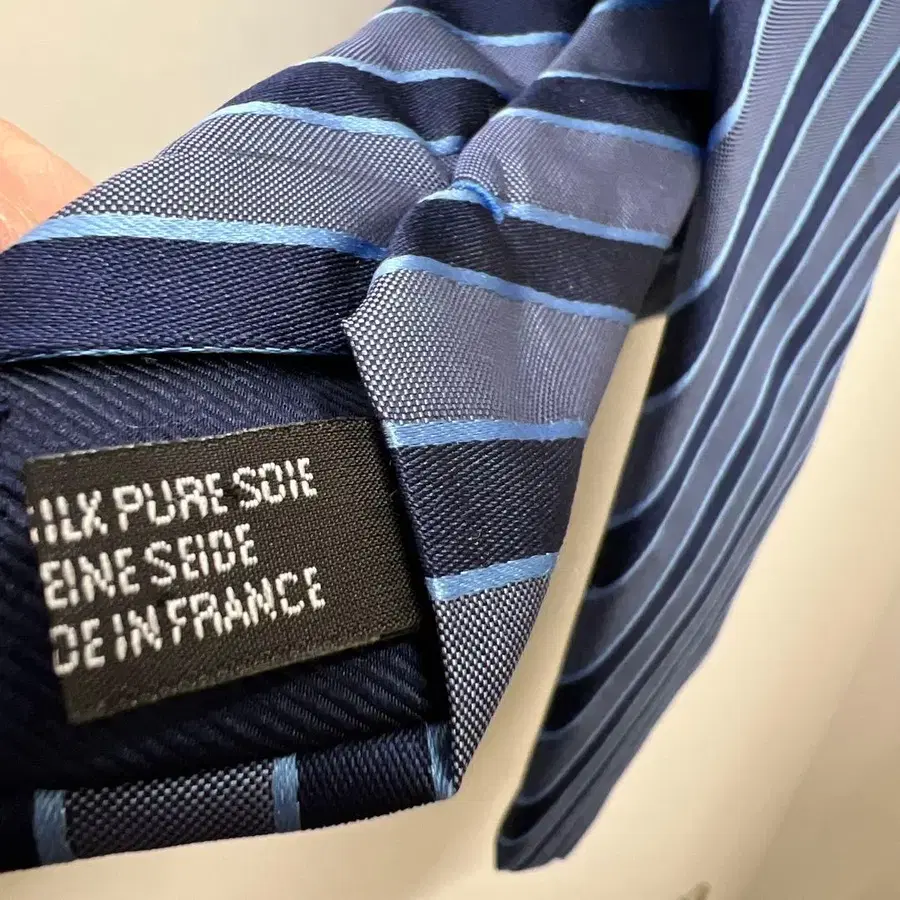 ILK PURE SOIE
EINE SEIDE
DE IN FRANCE